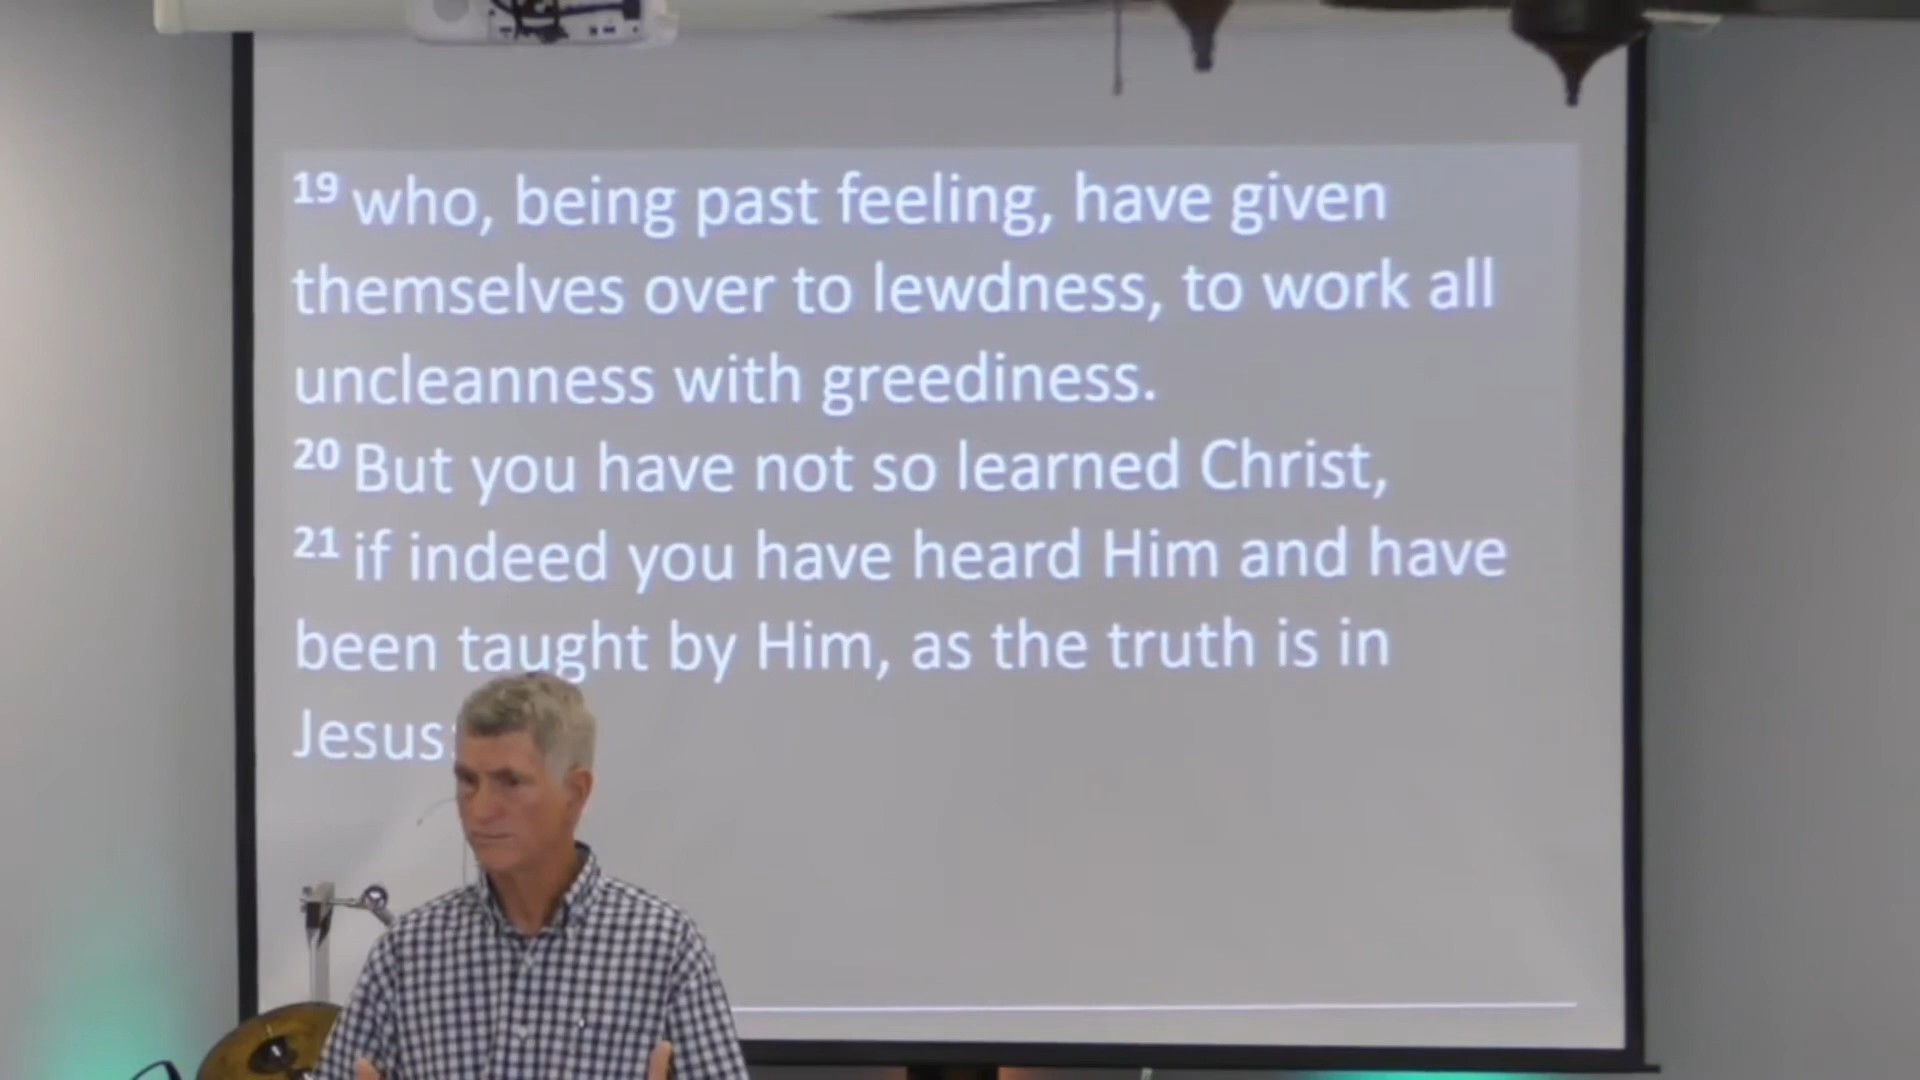 19 who, being past feeling, have given
themselves over to lewdness, to work all
uncleanness with greediness.
20 But you have not so learned Christ,
21 if indeed you have heard Him and have
been taught by Him, as the truth is in
Jesus: